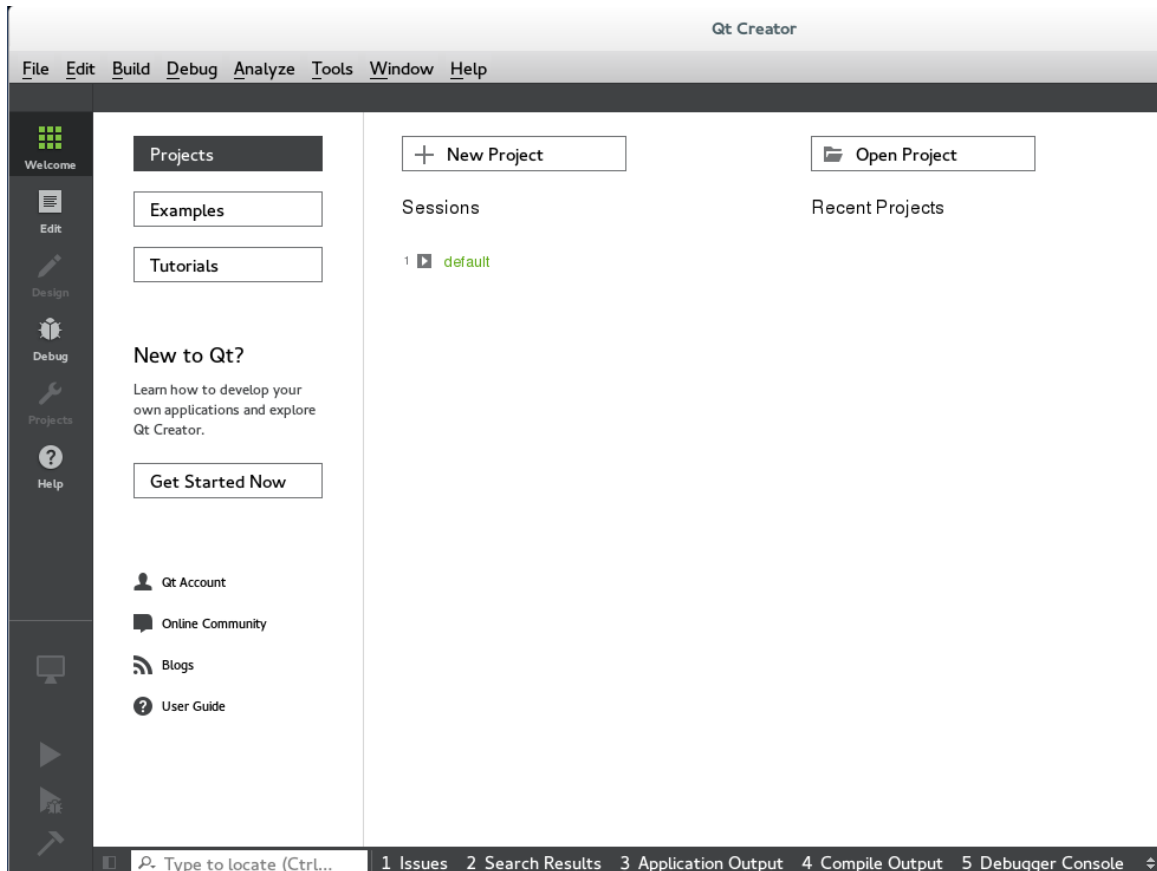 Qt Creator
File Edit Build Debug Analyze Tools Window Help
Welcome
Edit
Design
Debug
Projects
Help
Projects
Examples
Tutorials
New to Qt?
Learn how to develop your
own applications and explore
Qt Creator.
Get Started Now
Qt Account
Online Community
Blogs
User Guide
New Project
Sessions
1 default
Open Project
Recent Projects
Type to locate (Ctrl...
1 Issues 2 Search Results 3 Application Output 4 Compile Output 5 Debugger Console